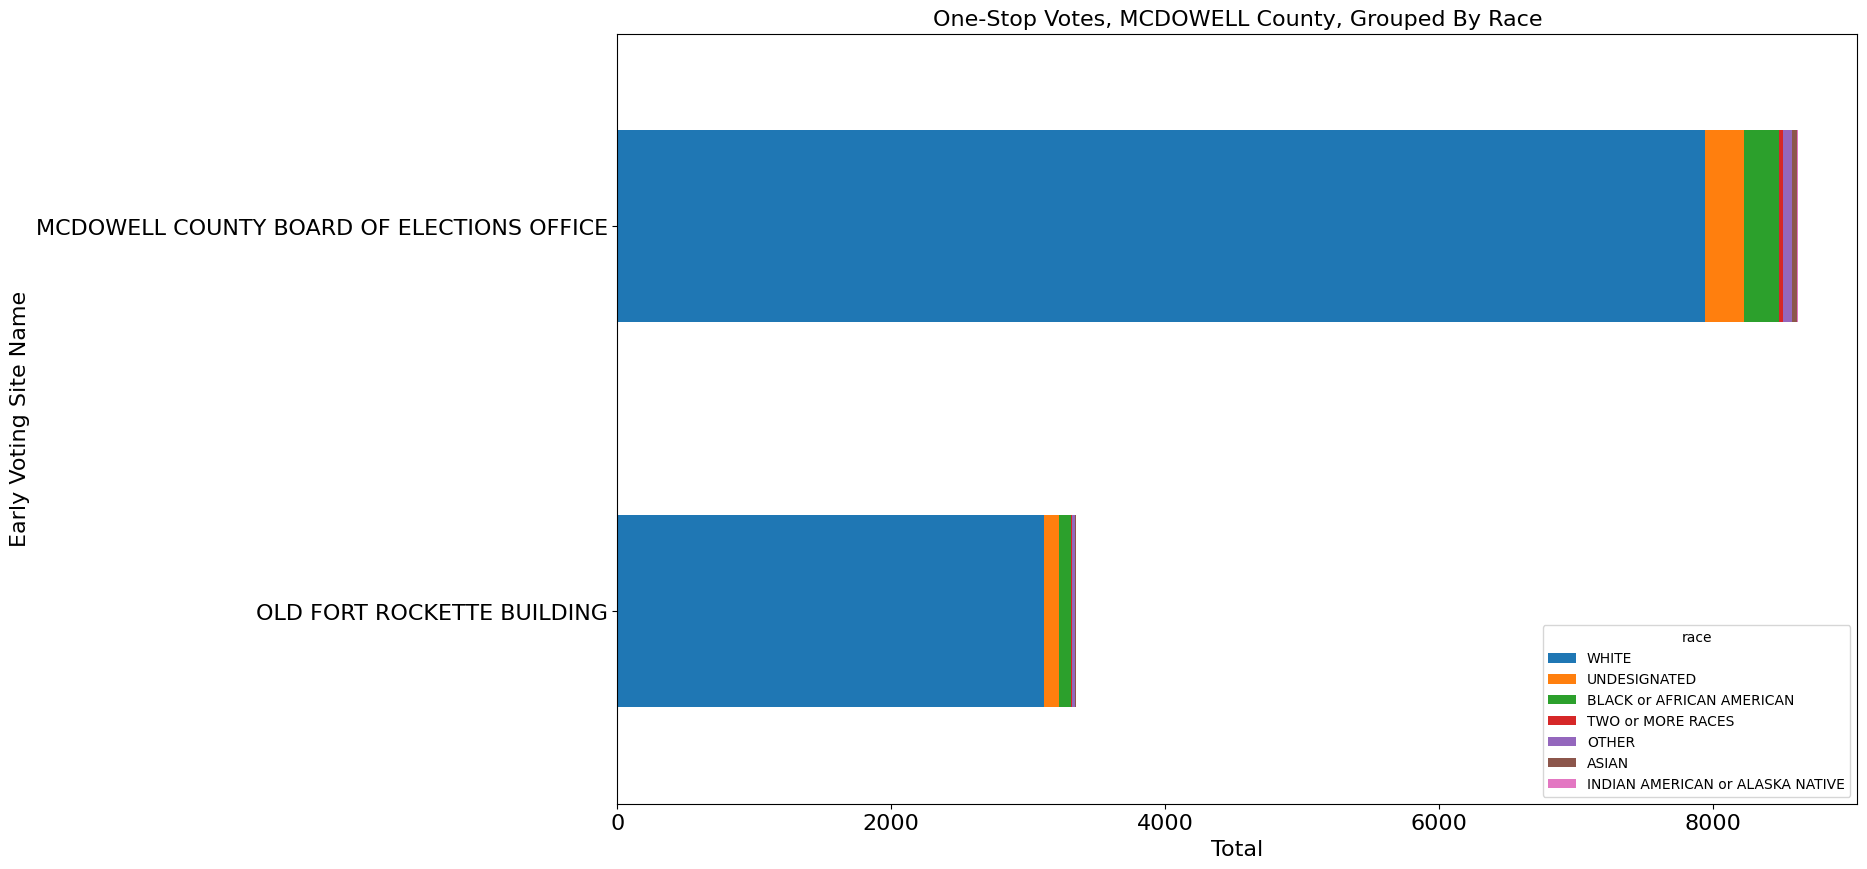 One-Stop Votes, MCDOWELL County, Grouped By Race
Early Voting Site Name
MCDOWELL COUNTY BOARD OF ELECTIONS OFFICE
OLD FORT ROCKETTE BUILDING
race
WHITE
UNDESIGNATED
BLACK or AFRICAN AMERICAN
TWO or MORE RACES
OTHER
ASIAN
INDIAN AMERICAN or ALASKA NATIVE
0 2000 4000 6000 8000
Total